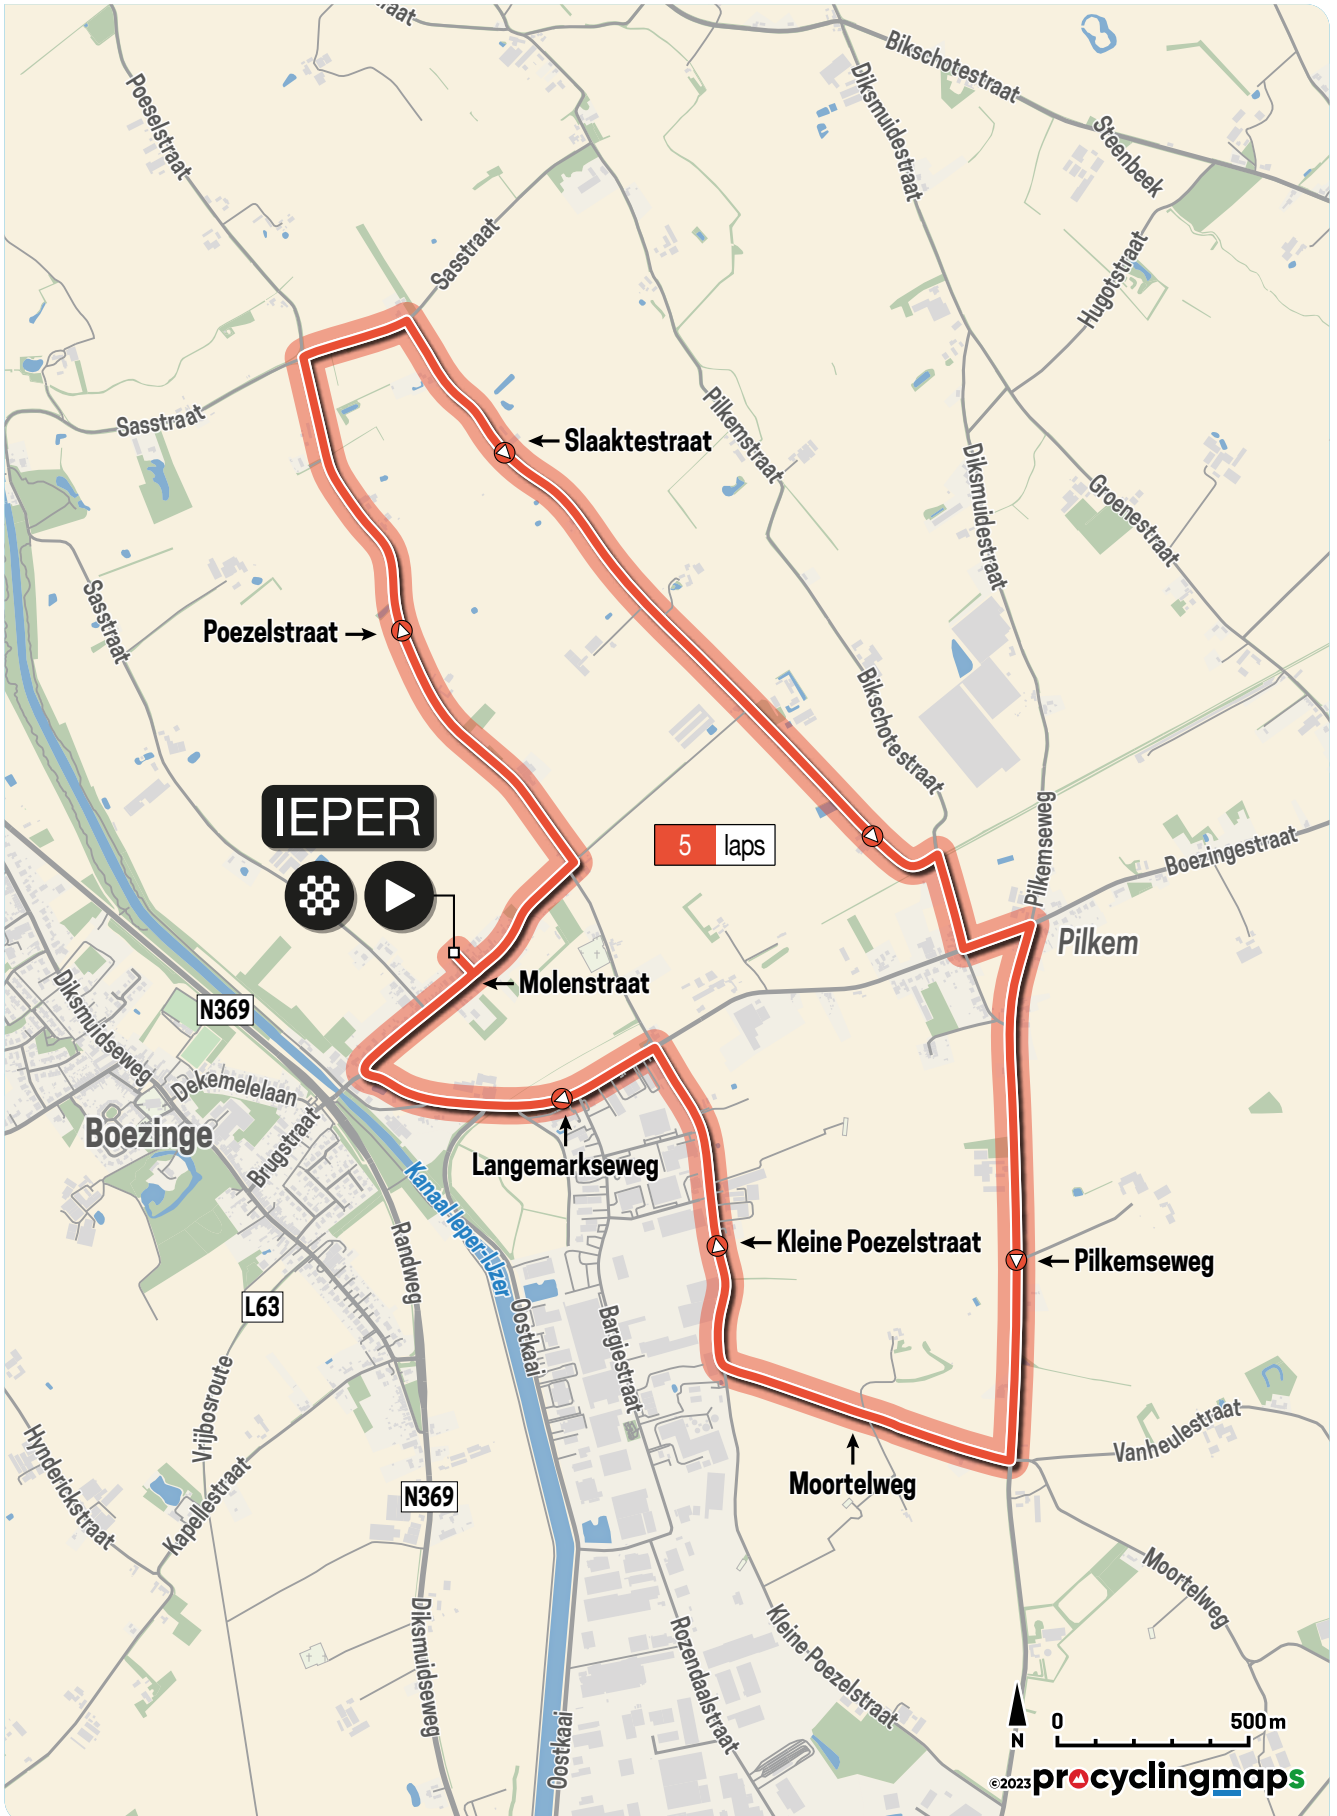 aat
Bikschotestraat
Poeselstraat
Diksmuidestraat
Steenbeek
Sasstraat
Hugotstraat
Sasstraat
Slaaktestraat
Pilkemstraat
Diksmuidestraat
Groenestraat
Sasstraat
Poezelstraat
Bikschotestraat
IEPER
5 laps
Pilkemseweg
Boezingestraat
Pilkem
Molenstraat
N369
Diksmuidseweg
Dekemelelaan
Boezinge
Brugstraat
Langemarkseweg
Kanaal Ieper-IJzer
Randweg
Kleine Poezelstraat
Pilkemseweg
L63
Oostkaai
Bargiestraat
Vrijbosroute
Vanheulestraat
Hynderickstraat
Kapellestraat
Moortelweg
N369
Moortelweg
Diksmuidseweg
Rozendaalstraat
Kleine Poezelstraat
Oostkaai
N
0 500 m
©2023 procyclingmaps